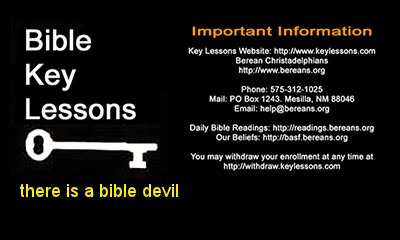 Bible
Key
Lessons
there is a bible devil
Important Information
Key Lessons Website: http://www.keylessons.com
Berean Christadelphians
http://www.bereans.org
Phone: 575-312-1025
Mail: PO Box 1243. Mesilla, NM 88046
Email: help@bereans.org
Daily Bible Readings: http://readings.bereans.org
Our Beliefs: http://basf.bereans.org
You may withdraw your enrollment at any time at
http://withdraw.keylessons.com